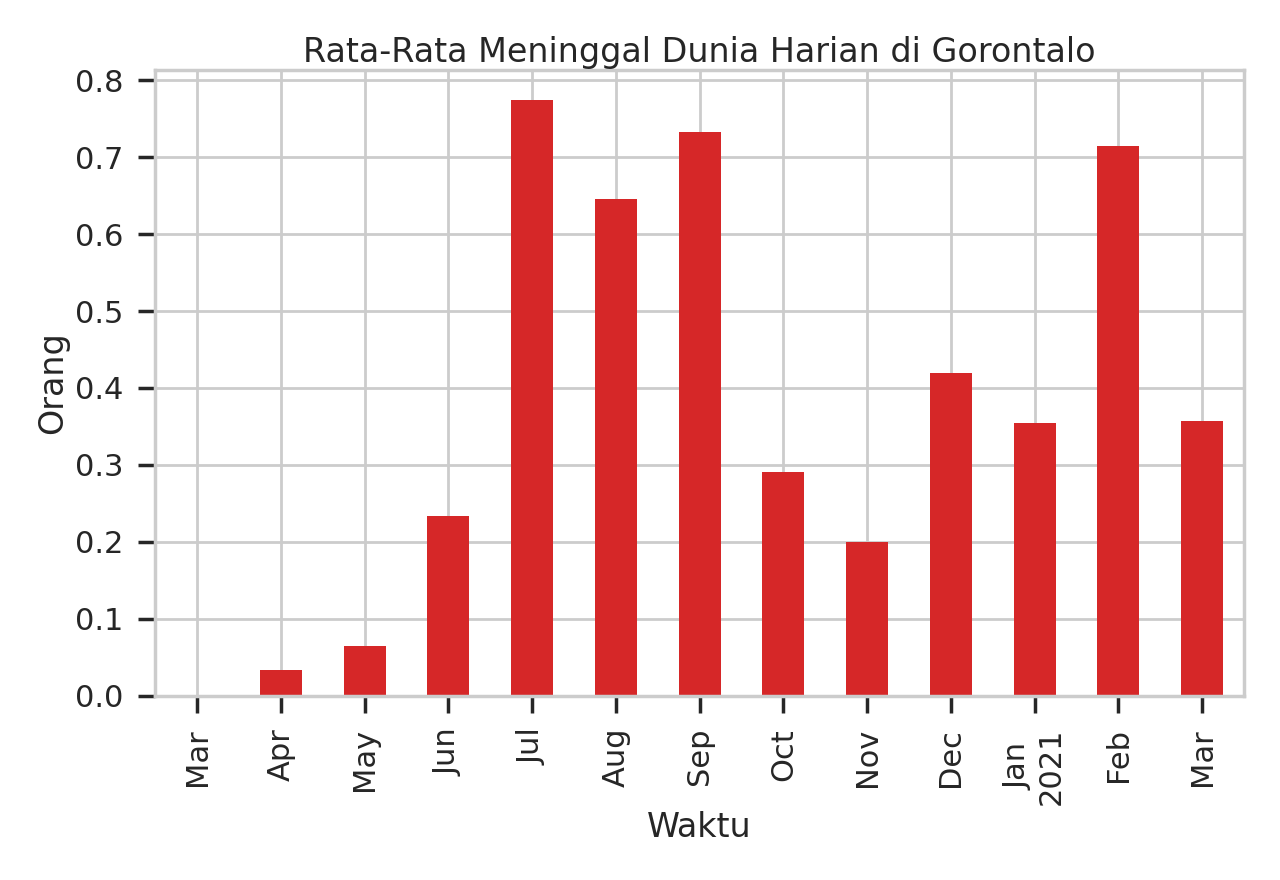 Rata-Rata Meninggal Dunia Harian di Gorontalo
0.8
0.7
0.6
0.5
0.4
0.3
0.2
0.1
0.0
Orang
Mar
Apr
May
Jun
Jul
Aug
Sep
Oct
Nov
Dec
Jan
2021
Feb
Mar
Waktu